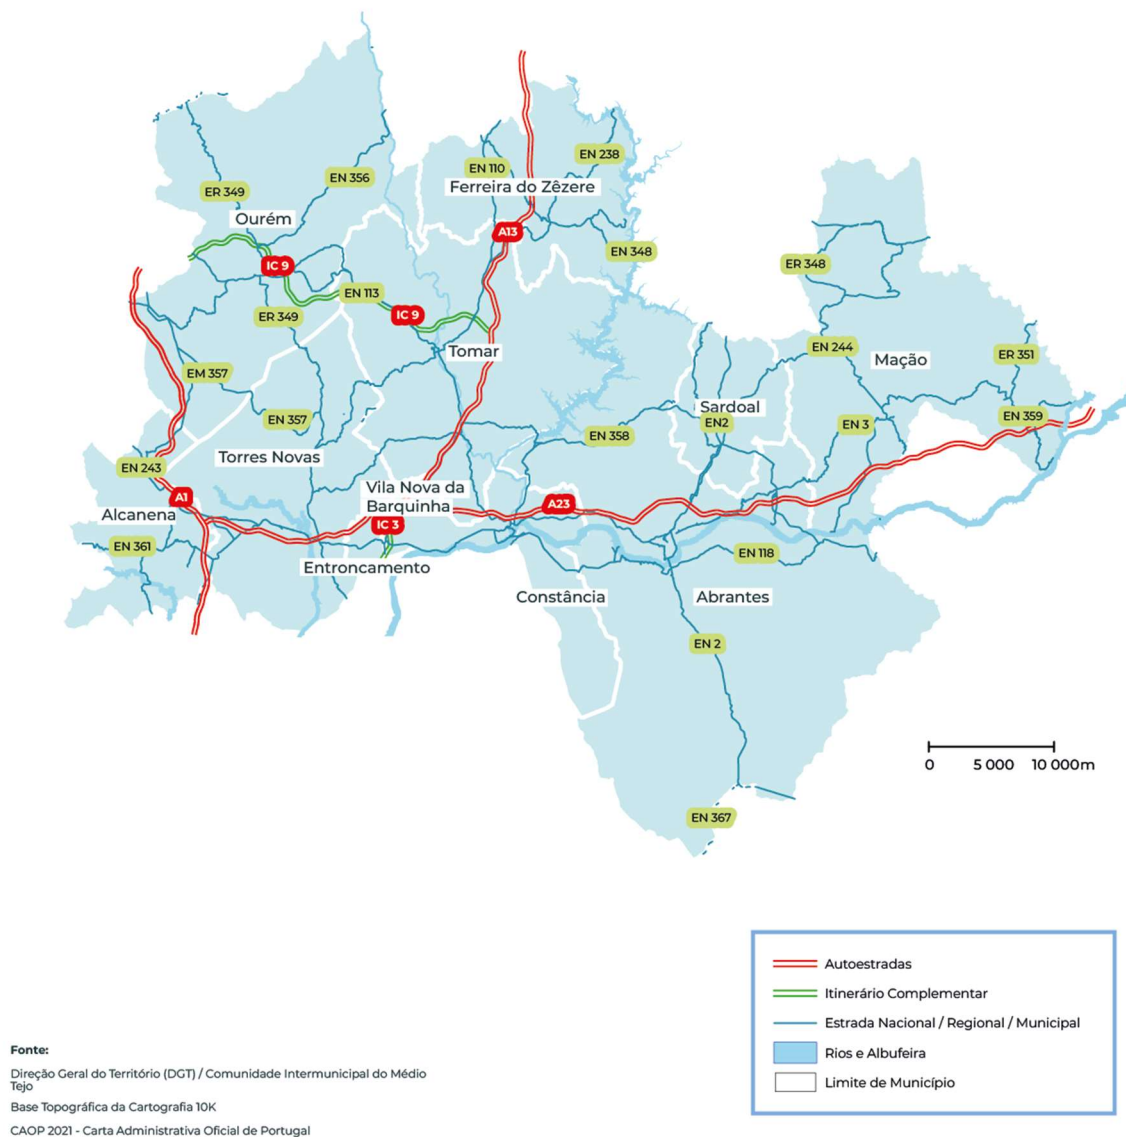 EN 238
EN 110
EN 356
Ferreira do Zêzere
ER 349
Ourém
A13
EN 348
IC 9
ER 348
EN 113
ER 349
IC 9
EN 244
Tomar
ER 351
Mação
EM 357
Sardoal
EN 359
EN 357
EN2
EN 3
EN 358
Torres Novas
EN 243
Vila Nova da
Barquinha
A1
A23
Alcanena
IC 3
EN 361
EN 118
Entroncamento
Constância
Abrantes
EN 2
0
5 000
10 000m
EN 367
Autoestradas
Itinerário Complementar
Estrada Nacional / Regional / Municipal
Rios e Albufeira
Limite de Município
Fonte:
Direção Geral do Território (DGT) / Comunidade Intermunicipal do Médio
Tejo
Base Topográfica da Cartografia 10K
CAOP 2021 - Carta Administrativa Oficial de Portugal